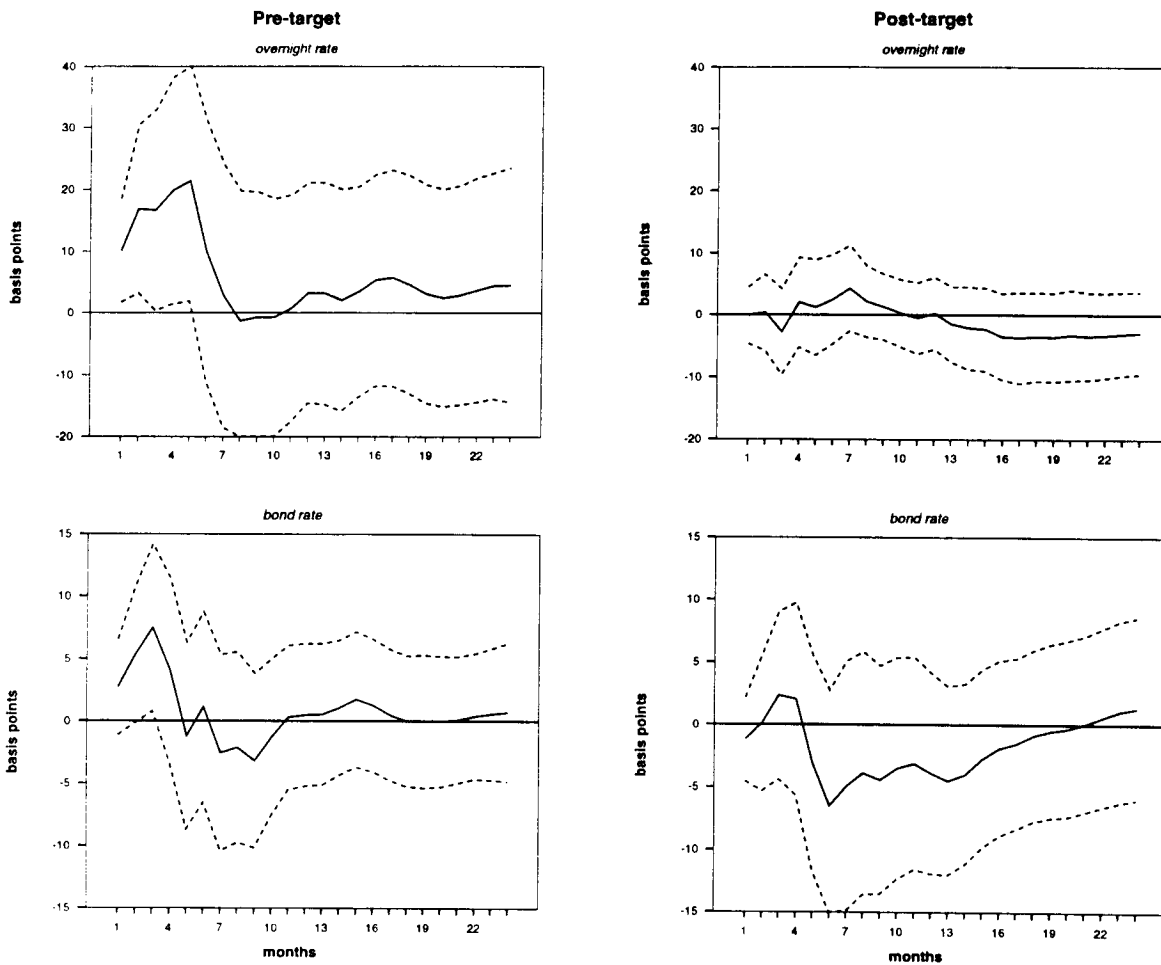 Pre-target
overnight rate
basis points
40
30
20
10
0
-10
-20
1 4 7 10 13 16 19 22
Post-target
overnight rate
basis points
40
30
20
10
0
-10
-20
1 4 7 10 13 16 19 22
bond rate
basis points
15
10
5
0
-5
-10
-15
1 4 7 10 13 16 19 22
months
bond rate
basis points
15
10
5
0
-5
-10
-15
1 4 7 10 13 16 19 22
months